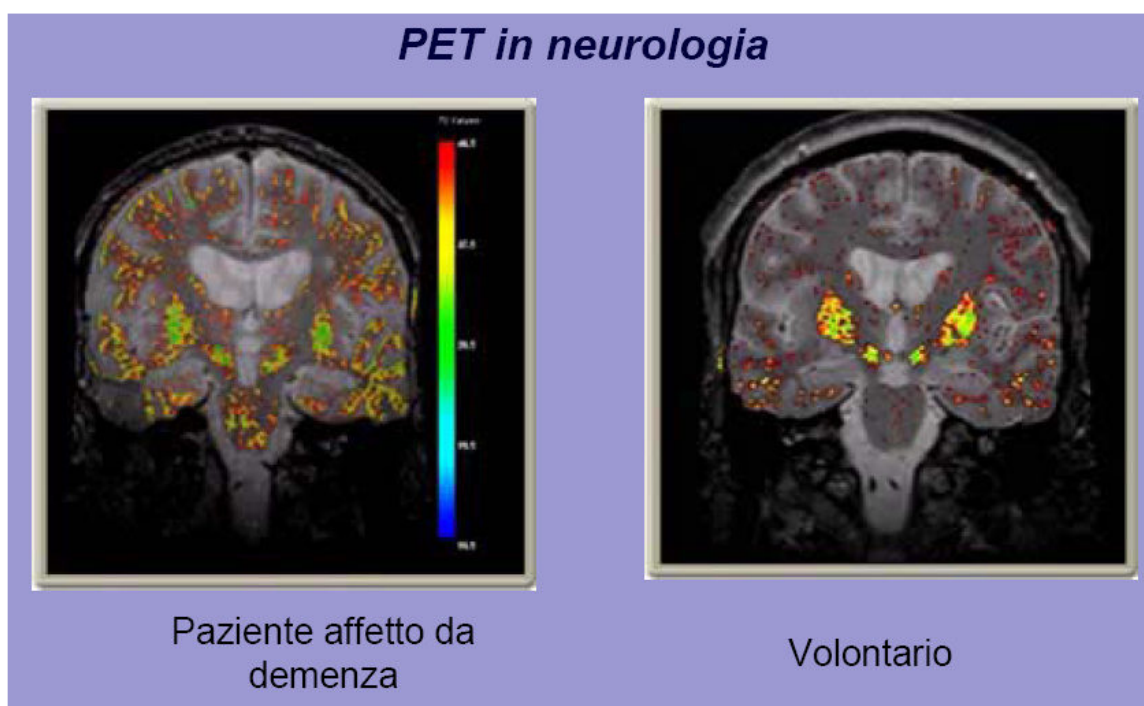 PET in neurologia
Paziente affetto da
demenza
Volontario